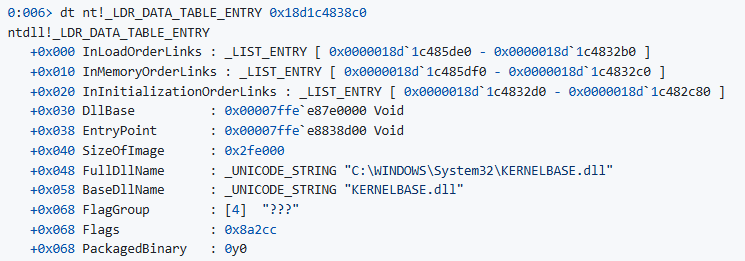 0:006> dt nt!_LDR_DATA_TABLE_ENTRY 0x18d1c4838c0
ntdll!_LDR_DATA_TABLE_ENTRY
   +0x000 InLoadOrderLinks : _LIST_ENTRY [ 0x0000018d`1c485de0 - 0x0000018d`1c4832b0 ]
   +0x010 InMemoryOrderLinks : _LIST_ENTRY [ 0x0000018d`1c485df0 - 0x0000018d`1c4832c0 ]
   +0x020 InInitializationOrderLinks : _LIST_ENTRY [ 0x0000018d`1c4832d0 - 0x0000018d`1c482c80 ]
   +0x030 DllBase          : 0x00007ffe`e87e0000 Void
   +0x038 EntryPoint       : 0x00007ffe`e8838d00 Void
   +0x040 SizeOfImage      : 0x2fe000
   +0x048 FullDllName      : _UNICODE_STRING "C:\WINDOWS\System32\KERNELBASE.dll"
   +0x058 BaseDllName      : _UNICODE_STRING "KERNELBASE.dll"
   +0x068 FlagGroup        : [4]  "???"
   +0x068 Flags            : 0x8a2cc
   +0x068 PackagedBinary   : 0y0